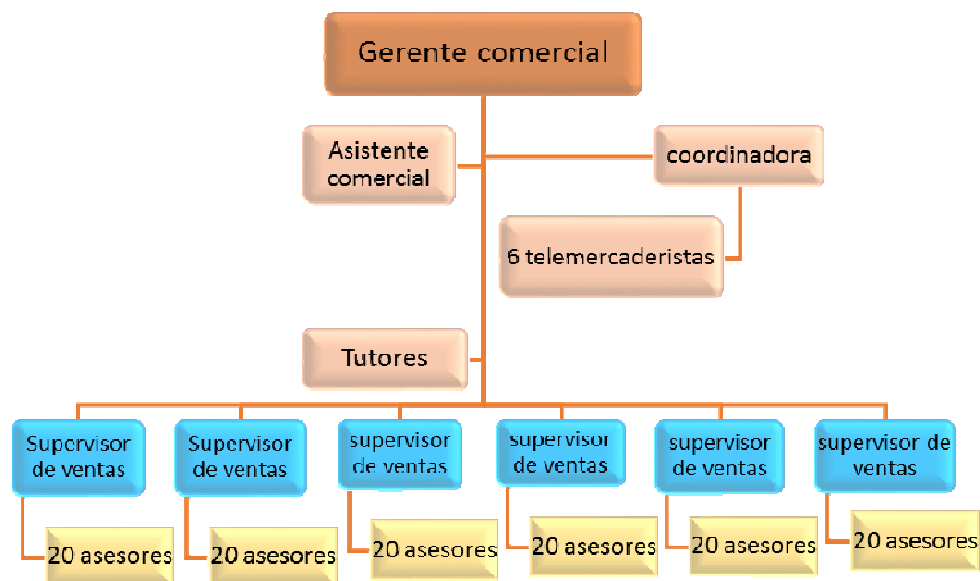 Gerente comercial
Asistente
comercial
coordinadora
6 telemercaderistas
Tutores
Supervisor
de ventas
Supervisor
de ventas
supervisor
de ventas
supervisor
de ventas
supervisor
de ventas
supervisor de
ventas
20 asesores
20 asesores
20 asesores
20 asesores
20 asesores
20 asesores